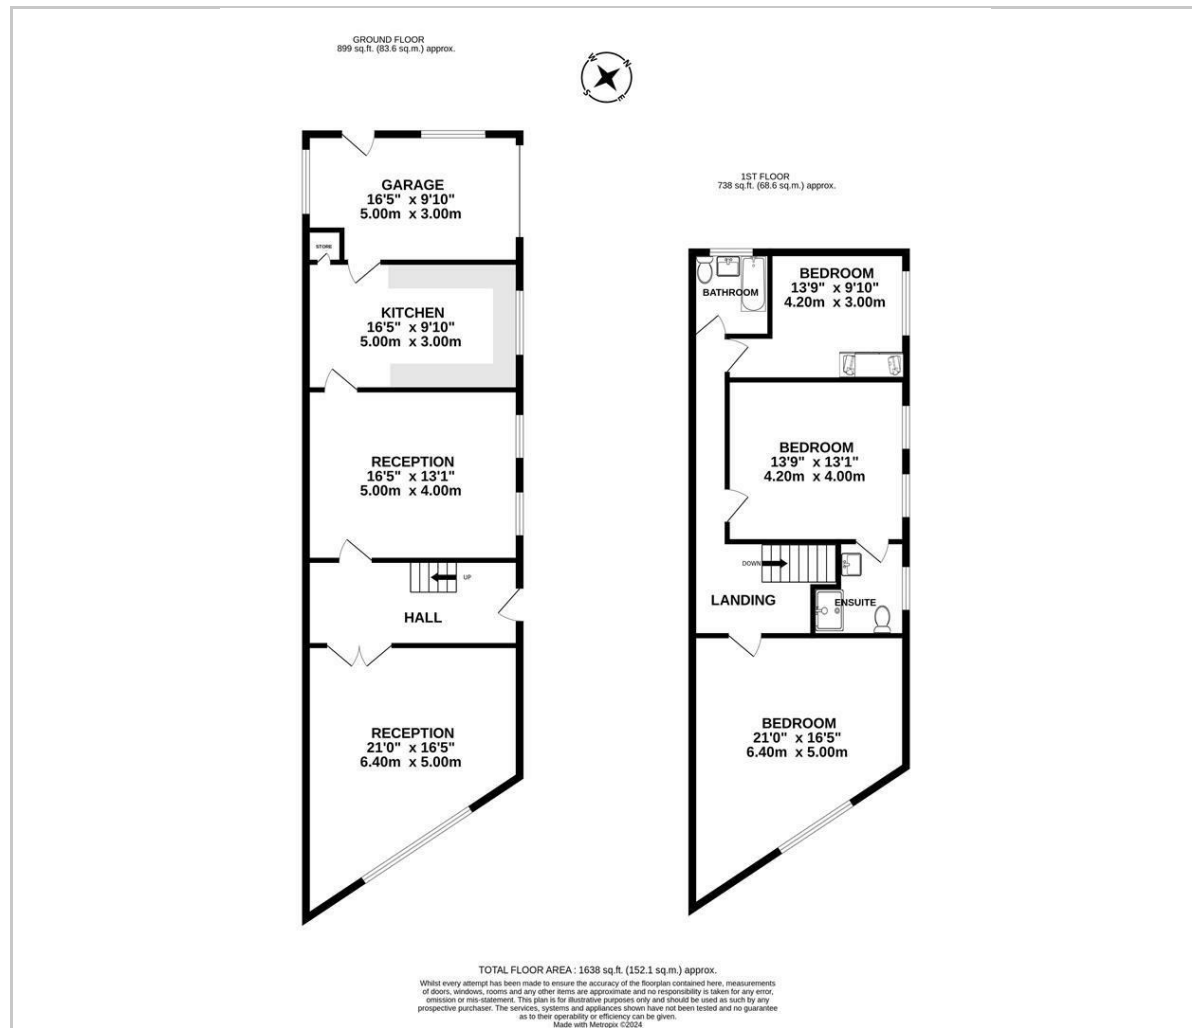 GROUND FLOOR
899 sq.ft. (83.6 sq.m.) approx.
W
N
S
E
GARAGE
16'5" x 9'10"
5.00m x 3.00m
STORE
KITCHEN
16'5" x 9'10"
5.00m x 3.00m
RECEPTION
16'5" x 13'1"
5.00m x 4.00m
UP
HALL
RECEPTION
21'0" x 16'5"
6.40m x 5.00m
1ST FLOOR
738 sq.ft. (68.6 sq.m.) approx.
BATHROOM
BEDROOM
13'9" x 9'10"
4.20m x 3.00m
BEDROOM
13'9" x 13'1"
4.20m x 4.00m
DOWN
LANDING
ENSUITE
BEDROOM
21'0" x 16'5"
6.40m x 5.00m
TOTAL FLOOR AREA : 1638 sq.ft. (152.1 sq.m.) approx.
Whilst every attempt has been made to ensure the accuracy of the floorplan contained here, measurements
of doors, windows, rooms and any other items are approximate and no responsibility is taken for any error,
omission or mis-statement. This plan is for illustrative purposes only and should be used as such by any
prospective purchaser. The services, systems and appliances shown have not been tested and no guarantee
as to their operability or efficiency can be given.
Made with Metropix ©2024